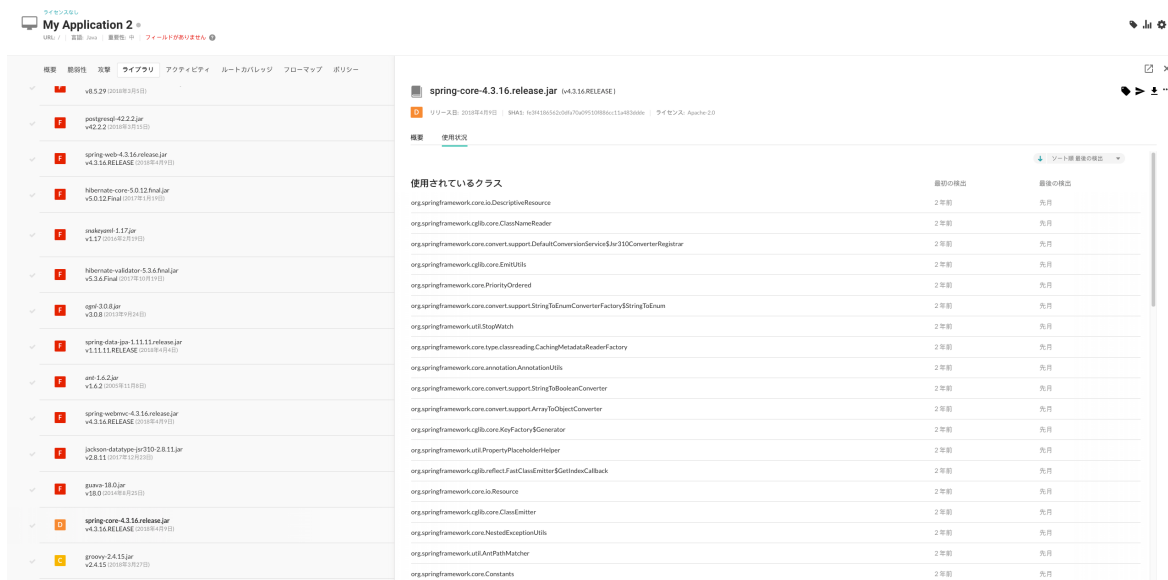 ライセンスなし
My Application 2
URL: / 言語: Java 重要性: 中 フィールドがありません
概要 脆弱性 攻撃 ライブラリ アクティビティ ルートカバレッジ フローマップ ポリシー
v8.5.29 (2018年3月5日)
F
postgresql-42.2.2.jar
v42.2.2 (2018年3月15日)
F
spring-web-4.3.16.release.jar
v4.3.16.RELEASE (2018年4月9日)
F
hibernate-core-5.0.12.final.jar
v5.0.12.Final (2017年1月19日)
F
snakeyaml-1.17.jar
v1.17 (2016年2月19日)
F
hibernate-validator-5.3.6.final.jar
v5.3.6.Final (2017年10月19日)
F
ognl-3.0.8.jar
v3.0.8 (2013年9月24日)
F
spring-data-jpa-1.11.11.release.jar
v1.11.11.RELEASE (2018年4月4日)
F
ant-1.6.2.jar
v1.6.2 (2005年11月8日)
F
spring-webmvc-4.3.16.release.jar
v4.3.16.RELEASE (2018年4月9日)
F
jackson-datatype-jsr310-2.8.11.jar
v2.8.11 (2017年12月23日)
F
guava-18.0.jar
v18.0 (2014年8月25日)
D
spring-core-4.3.16.release.jar
v4.3.16.RELEASE (2018年4月9日)
C
groovy-2.4.15.jar
v2.4.15 (2018年3月27日)
spring-core-4.3.16.release.jar (v4.3.16.RELEASE )
D リリース日: 2018年4月9日 SHA1: ライセンス: Apache-2.0
概要 使用状況
ソート順 最後の検出
使用されているクラス 最初の検出 最後の検出
org.springframework.core.io.DescriptiveResource 2 年前 先月
org.springframework.cglib.core.ClassNameReader 2 年前 先月
org.springframework.core.convert.support.DefaultConversionService$Jsr310ConverterRegistrar 2 年前 先月
org.springframework.cglib.core.EmitUtils 2 年前 先月
org.springframework.core.PriorityOrdered 2 年前 先月
org.springframework.core.convert.support.StringToEnumConverterFactory$StringToEnum 2 年前 先月
org.springframework.util.StopWatch 2 年前 先月
org.springframework.core.type.classreading.CachingMetadataReaderFactory 2 年前 先月
org.springframework.core.annotation.AnnotationUtils 2 年前 先月
org.springframework.core.convert.support.StringToBooleanConverter 2 年前 先月
org.springframework.core.convert.support.ArrayToObjectConverter 2 年前 先月
org.springframework.cglib.core.KeyFactory$Generator 2 年前 先月
org.springframework.util.PropertyPlaceholderHelper 2 年前 先月
org.springframework.cglib.reflect.FastClassEmitter$GetIndexCallback 2 年前 先月
org.springframework.core.io.Resource 2 年前 先月
org.springframework.cglib.core.ClassEmitter 2 年前 先月
org.springframework.core.NestedExceptionUtils 2 年前 先月
org.springframework.util.AntPathMatcher 2 年前 先月
org.springframework.core.Constants 2 年前 先月